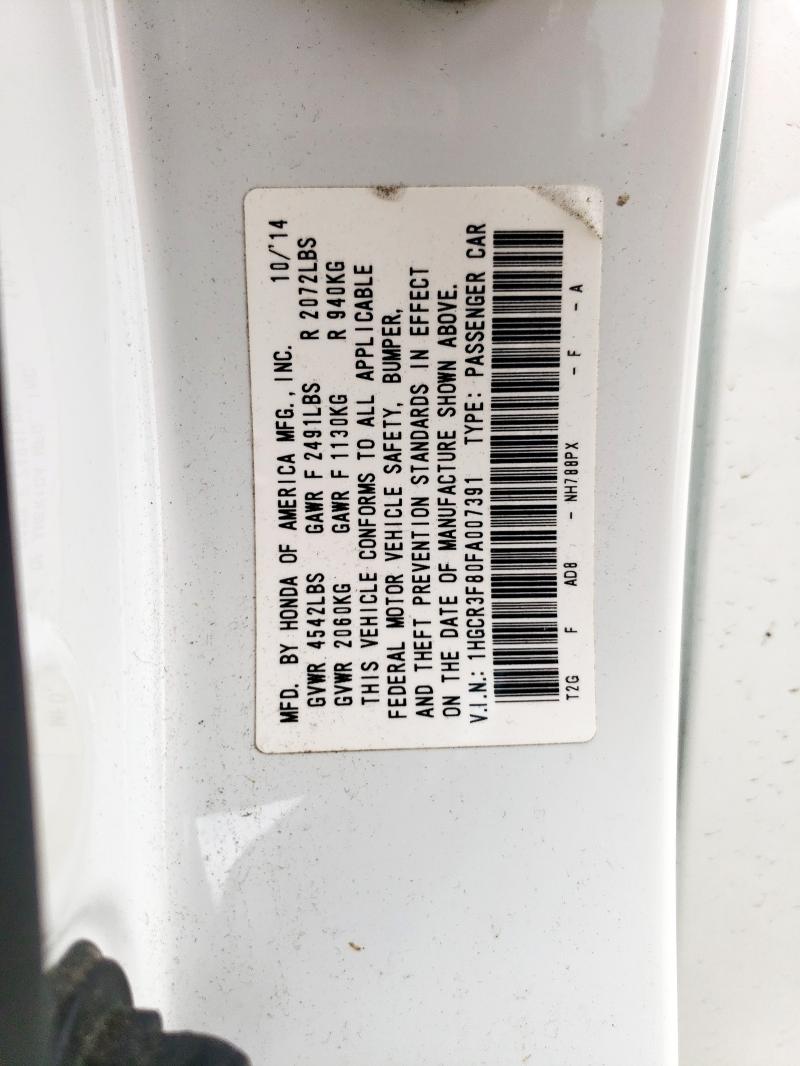 MFD. BY HONDA OF AMERICA MFG., INC. 10/'14
GVWR 4542LBS GAWR F 2491LBS R 2072LBS
GVWR 2060KG GAWR F 1130KG R 940KG
THIS VEHICLE CONFORMS TO ALL APPLICABLE
FEDERAL MOTOR VEHICLE SAFETY, BUMPER,
AND THEFT PREVENTION STANDARDS IN EFFECT
ON THE DATE OF MANUFACTURE SHOWN ABOVE.
V.I.N.: 1HGCR3F80FA007391 TYPE: PASSENGER CAR
T2G F AD8 - NH788PX - F - A